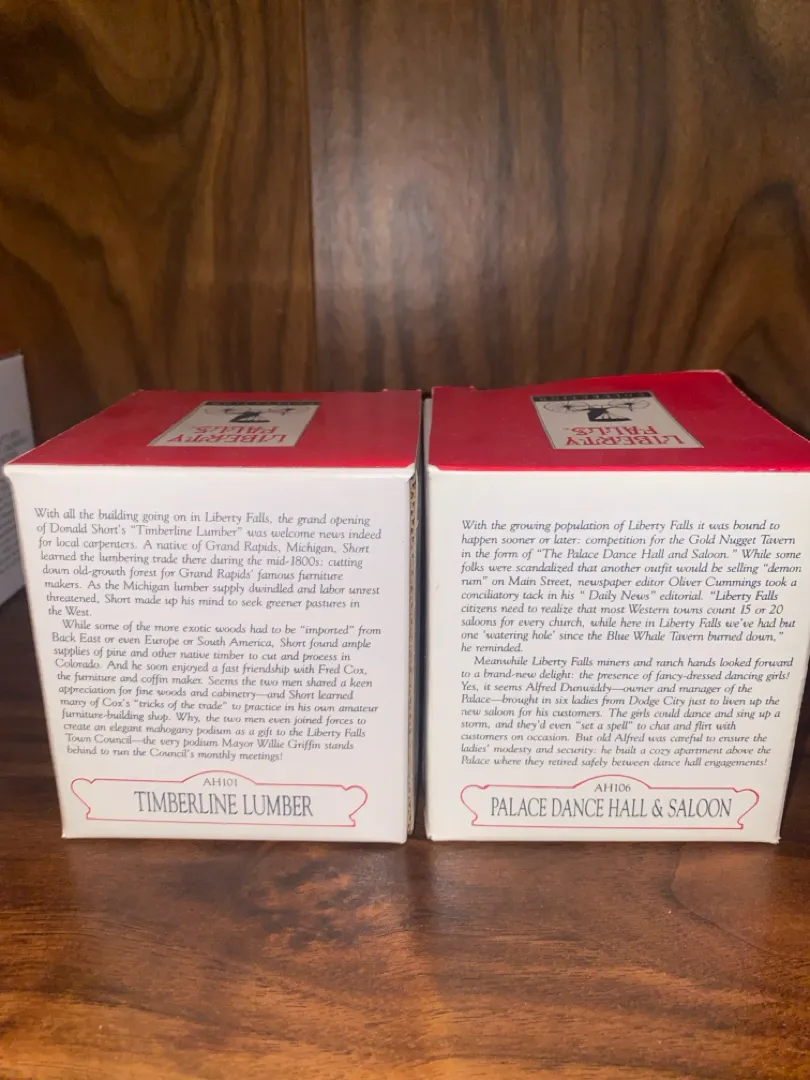 LIBERTY
FALLS
COLLECTION
With all the building going on in Liberty Falls, the grand opening
of Donald Short's "Timberline Lumber" was welcome news indeed
for local carpenters. A native of Grand Rapids, Michigan, Short
learned the lumbering trade there during the mid-1800s: cutting
down old-growth forest for Grand Rapids' famous furniture
makers. As the Michigan lumber supply dwindled and labor unrest
threatened, Short made up his mind to seek greener pastures in
the West.
While some of the more exotic woods had to be "imported" from
Back East or even Europe or South America, Short found ample
supplies of pine and other native timber to cut and process in
Colorado. And he soon enjoyed a fast friendship with Fred Cox,
the furniture and coffin maker. Seems the two men shared a keen
appreciation for fine woods and cabinetry—and Short learned
many of Cox's "tricks of the trade" to practice in his own amateur
furniture-building shop. Why, the two men even joined forces to
create an elegant mahogany podium as a gift to the Liberty Falls
Town Council—the very podium Mayor Willie Griffin stands
behind to run the Council's monthly meetings!
AH101
TIMBERLINE LUMBER
LIBERTY
FALLS
COLLECTION
With the growing population of Liberty Falls it was bound to
happen sooner or later: competition for the Gold Nugget Tavern
in the form of "The Palace Dance Hall and Saloon." While some
folks were scandalized that another outfit would be selling "demon
rum" on Main Street, newspaper editor Oliver Cummings took a
conciliatory tack in his " Daily News" editorial. "Liberty Falls
citizens need to realize that most Western towns count 15 or 20
saloons for every church, while here in Liberty Falls we've had but
one 'watering hole' since the Blue Whale Tavern burned down,"
he reminded.
Meanwhile Liberty Falls miners and ranch hands looked forward
to a brand-new delight: the presence of fancy-dressed dancing girls!
Yes, it seems Alfred Dunwiddy—owner and manager of the
Palace—brought in six ladies from Dodge City just to liven up the
new saloon for his customers. The girls could dance and sing up a
storm, and they'd even "set a spell" to chat and flirt with
customers on occasion. But old Alfred was careful to ensure the
ladies' modesty and security: he built a cozy apartment above the
Palace where they retired safely between dance hall engagements!
AH106
PALACE DANCE HALL & SALOON